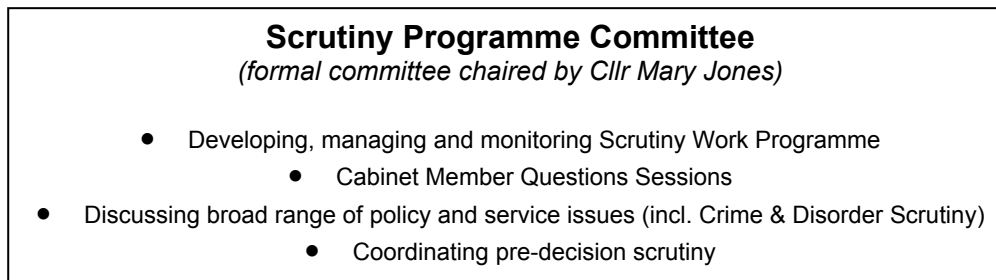 Scrutiny Programme Committee
(formal committee chaired by Cllr Mary Jones)
● Developing, managing and monitoring Scrutiny Work Programme
● Cabinet Member Questions Sessions
● Discussing broad range of policy and service issues (incl. Crime & Disorder Scrutiny)
● Coordinating pre-decision scrutiny